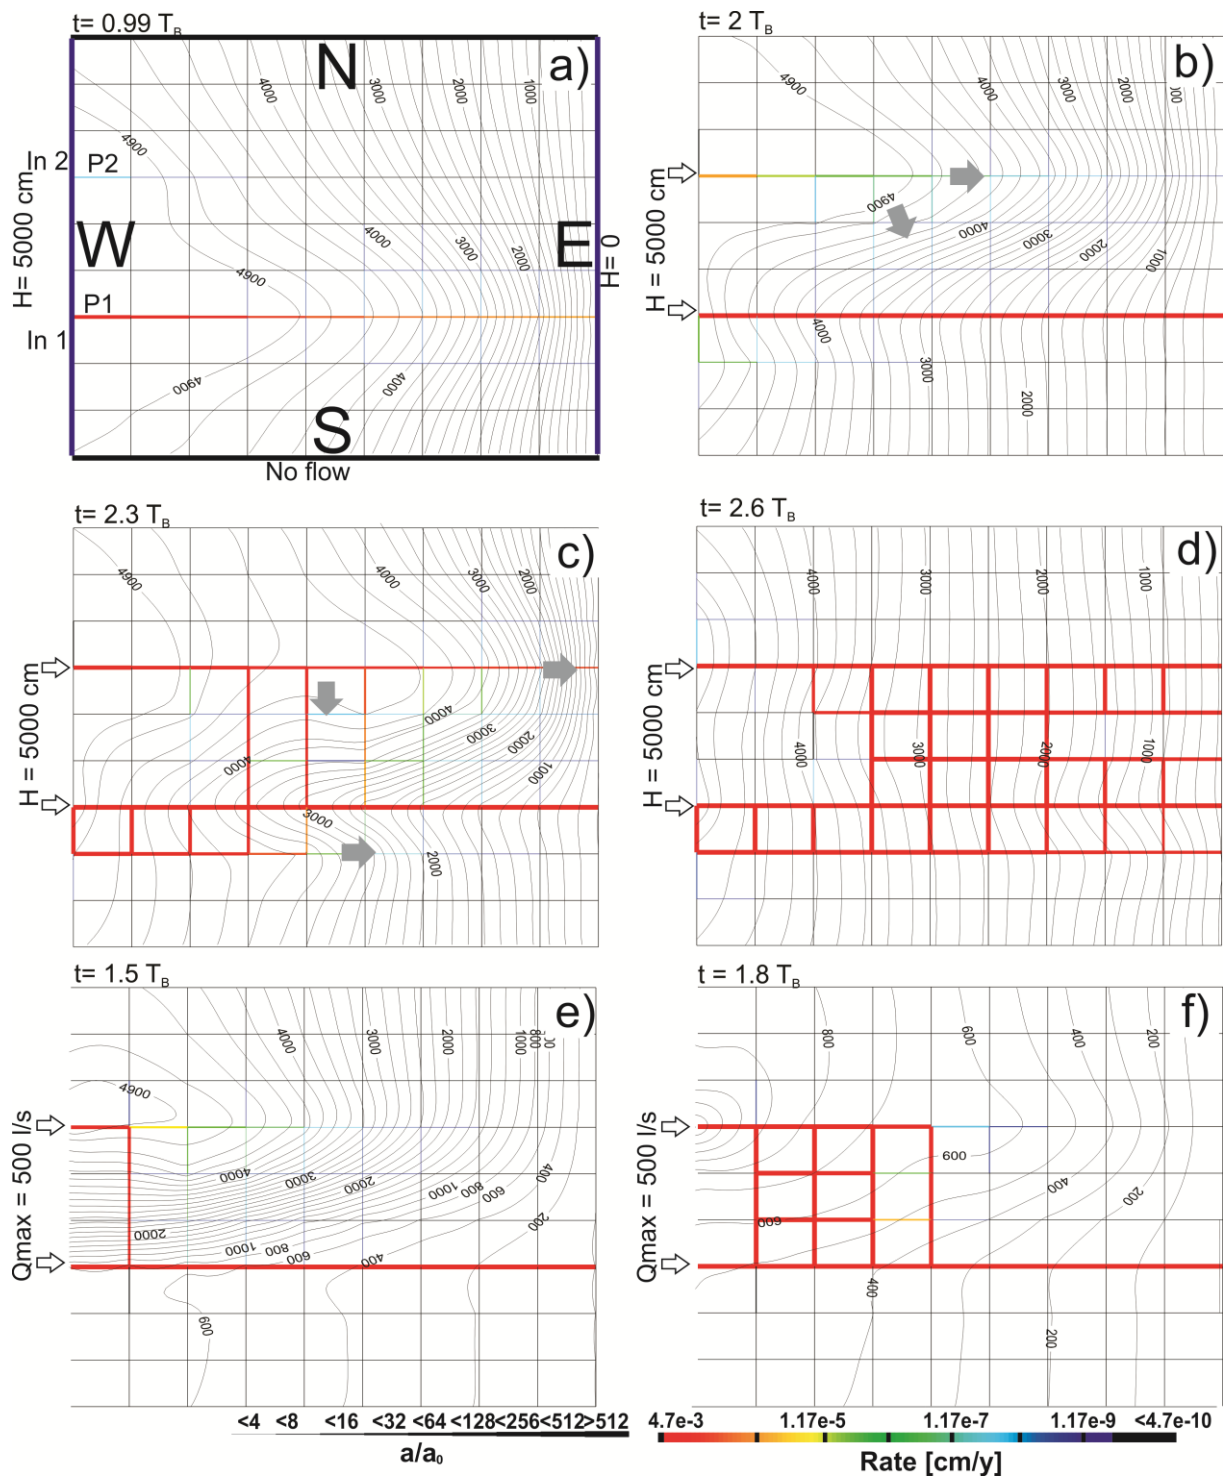 t= 0.99 T_B
N
a)
4000
3000
2000
1000
4900
In 2
P2
H= 5000 cm
W
E
H=0
4000
3000
2000
4900
P1
In 1
4900
4000
S
No flow
t= 2 T_B
b)
4900
4000
3000
2000
H = 5000 cm
4900
4000
3000
2000
1000
4000
3000
2000
2000
t= 2.3 T_B
c)
4900
4000
3000
2000
H = 5000 cm
4000
4000
3000
2000
1000
3000
2000
t= 2.6 T_B
d)
4000
3000
2000
1000
H = 5000 cm
4000
3000
2000
1000
t= 1.5 T_B
e)
4000
3000
2000
1000
800
4900
Qmax = 500 l/s
4000
3000
2000
1000
800
600
400
200
2000
1000
800
600
400
600
t = 1.8 T_B
f)
800
600
400
200
Qmax = 500 l/s
600
400
200
600
400
200
<4 <8 <16 <32 <64 <128 <256 <512 >512
a/a₀
4.7e-3 1.17e-5 1.17e-7 1.17e-9 <4.7e-10
Rate [cm/y]